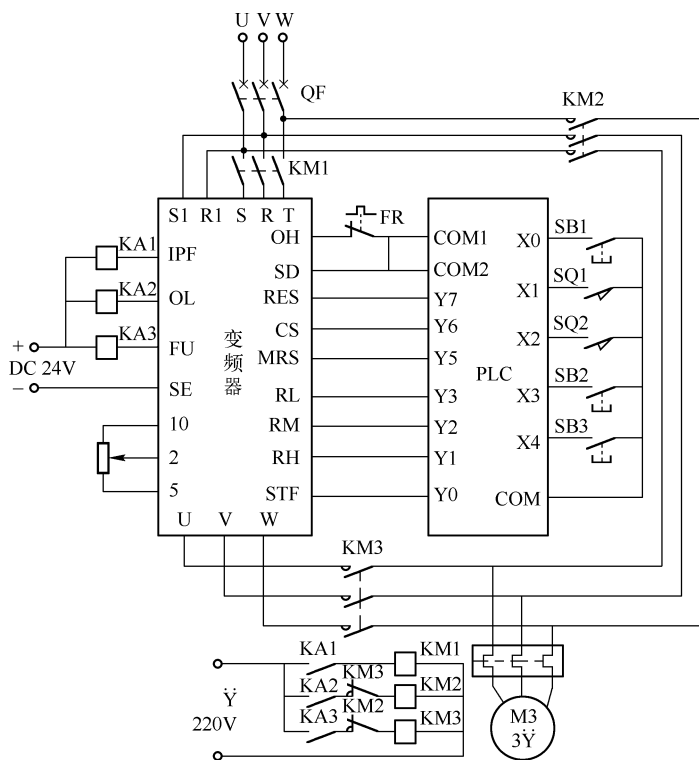 U V W
QF
KM2
KM1
S1 R1 S R T
FR
KA1
IPF
OH
COM1
X0
SB1
SD
COM2
KA2
OL
RES
Y7
X1
SQ1
CS
Y6
KA3
FU
变频器
MRS
Y5
X2
SQ2
+
DC 24V
PLC
−
SE
RL
Y3
X3
SB2
10
RM
Y2
X4
SB3
2
RH
Y1
5
STF
Y0
COM
U V W
KM3
KA1
KM1
KA2
KM3
KM2
Ÿ
220V
KA3
KM2
KM3
M3
3Ÿ